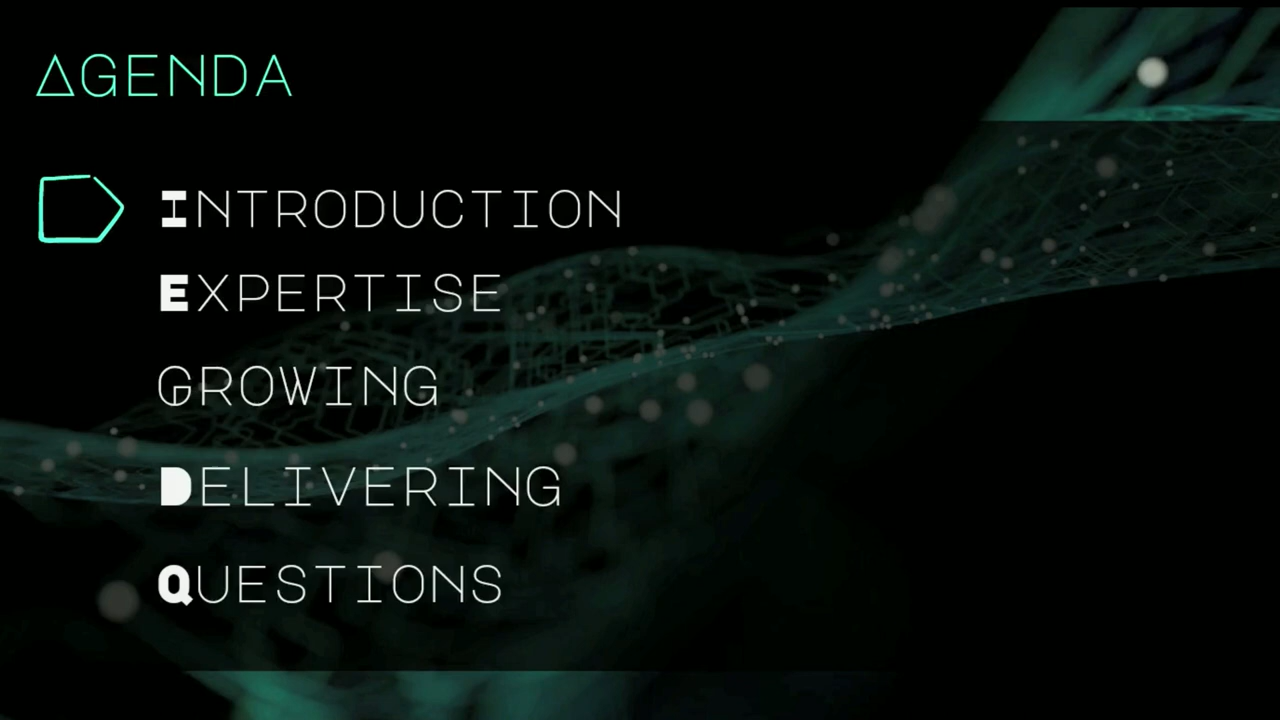 AGENDA
INTRODUCTION
EXPERTISE
GROWING
DELIVERING
QUESTIONS